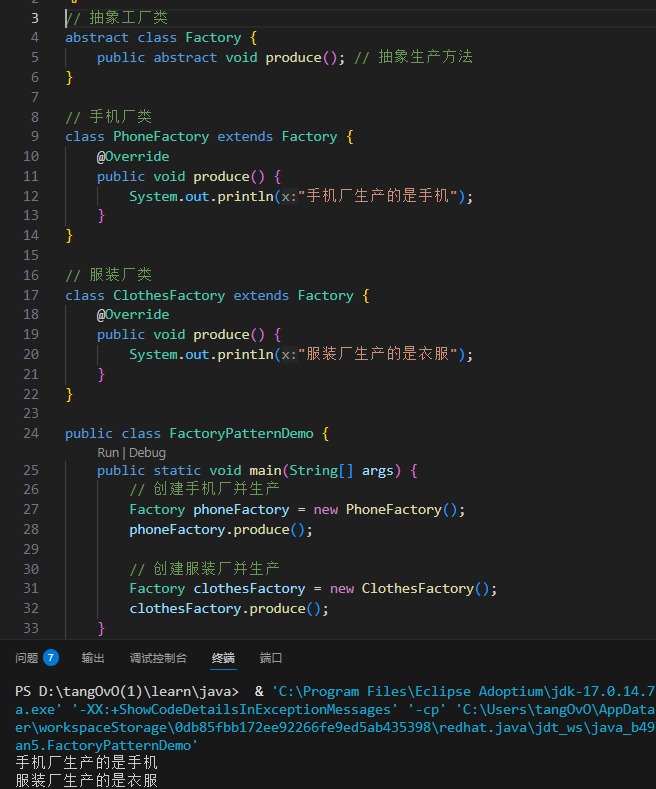 3 // 抽象工厂类
4 abstract class Factory {
5     public abstract void produce(); // 抽象生产方法
6 }
7
8 // 手机厂类
9 class PhoneFactory extends Factory {
10     @Override
11     public void produce() {
12         System.out.println(x:"手机厂生产的是手机");
13     }
14 }
15
16 // 服装厂类
17 class ClothesFactory extends Factory {
18     @Override
19     public void produce() {
20         System.out.println(x:"服装厂生产的是衣服");
21     }
22 }
23
24 public class FactoryPatternDemo {
Run | Debug
25     public static void main(String[] args) {
26         // 创建手机厂并生产
27         Factory phoneFactory = new PhoneFactory();
28         phoneFactory.produce();
29
30         // 创建服装厂并生产
31         Factory clothesFactory = new ClothesFactory();
32         clothesFactory.produce();
33     }
问题 7 输出 调试控制台 终端 端口
PS D:\tangOvO(1)\learn\java>  & 'C:\Program Files\Eclipse Adoptium\jdk-17.0.14.7
a.exe' '-XX:+ShowCodeDetailsInExceptionMessages' '-cp' 'C:\Users\tangOvO\AppData
er\workspaceStorage\0db85fbb172ee92266fe9ed5ab435398\redhat.java\jdt_ws\java_b49
an5.FactoryPatternDemo'
手机厂生产的是手机
服装厂生产的是衣服